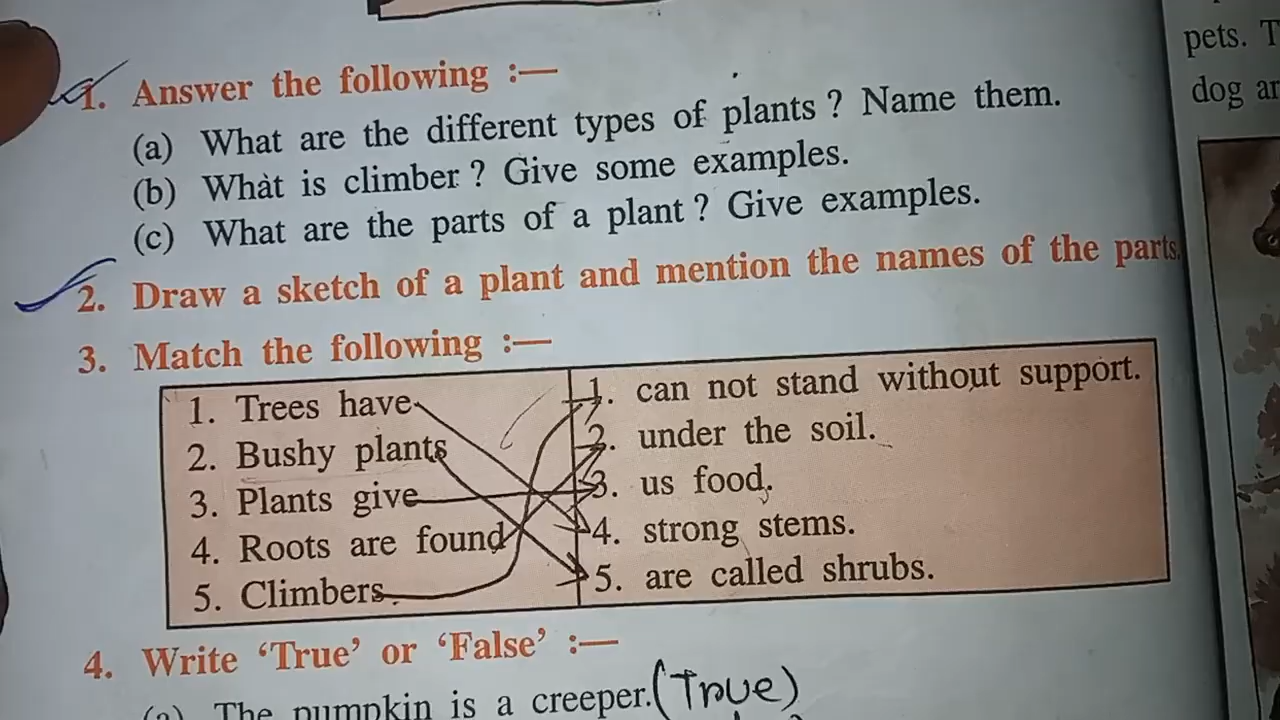 pets. T
dog ar
1. Answer the following :—
(a) What are the different types of plants ? Name them.
(b) What is climber ? Give some examples.
(c) What are the parts of a plant ? Give examples.
2. Draw a sketch of a plant and mention the names of the parts.
3. Match the following :—
1. Trees have 1. can not stand without support.
2. Bushy plants 2. under the soil.
3. Plants give 3. us food.
4. Roots are found 4. strong stems.
5. Climbers 5. are called shrubs.
4. Write ‘True’ or ‘False’ :—
(a) The pumpkin is a creeper. (True)